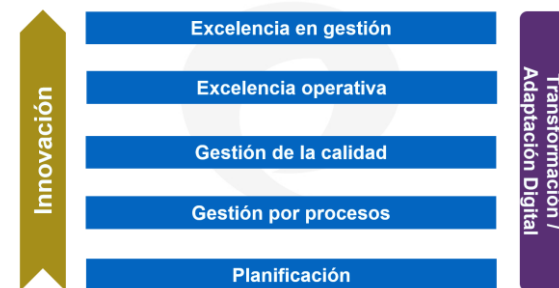 Innovación
Excelencia en gestión
Excelencia operativa
Gestión de la calidad
Gestión por procesos
Planificación
Transformación /
Adaptación Digital